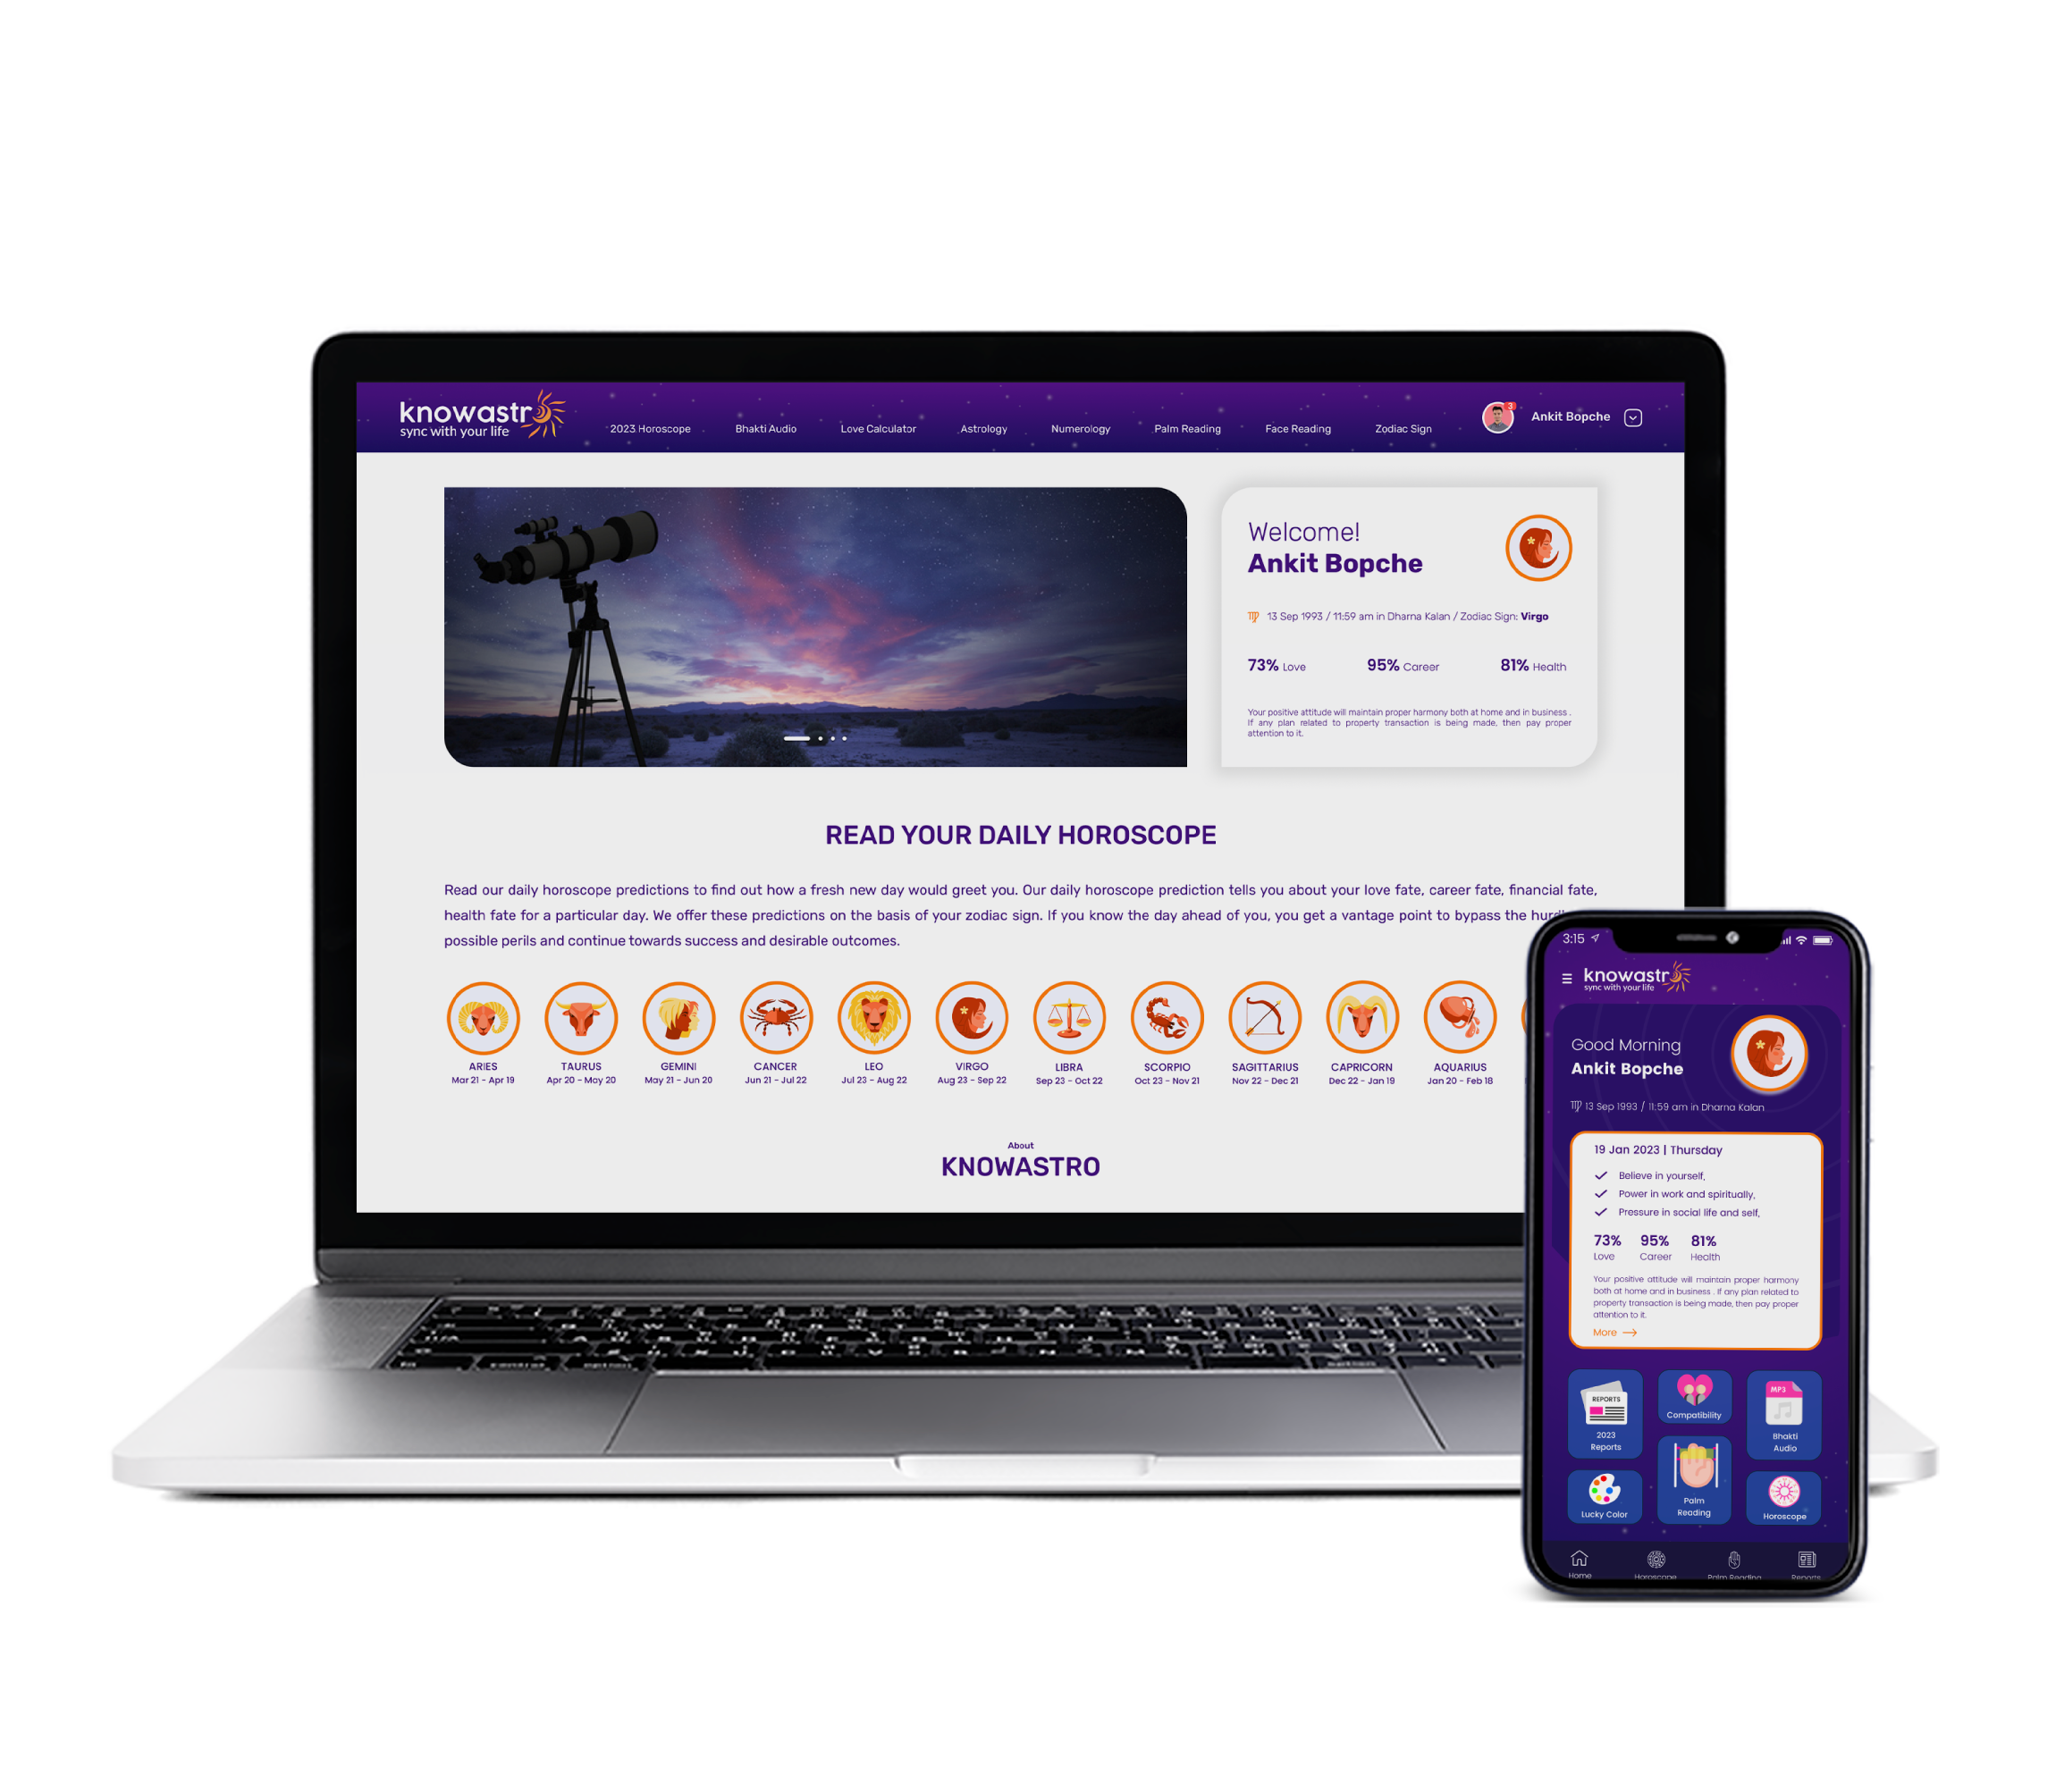 knowastro
sync with your life
2023 Horoscope
Bhakti Audio
Love Calculator
Astrology
Numerology
Palm Reading
Face Reading
Zodiac Sign
3
Ankit Bopche
Welcome!
Ankit Bopche
13 Sep 1993 / 11:59 am in Dharna Kalan / Zodiac Sign: Virgo
73% Love
95% Career
81% Health
Your positive attitude will maintain proper harmony both at home and in business .
If any plan related to property transaction is being made, then pay proper
attention to it.
READ YOUR DAILY HOROSCOPE
Read our daily horoscope predictions to find out how a fresh new day would greet you. Our daily horoscope prediction tells you about your love fate, career fate, financial fate,
health fate for a particular day. We offer these predictions on the basis of your zodiac sign. If you know the day ahead of you, you get a vantage point to bypass the
possible perils and continue towards success and desirable outcomes.
ARIES
Mar 21 - Apr 19
TAURUS
Apr 20 - May 20
GEMINI
May 21 - Jun 20
CANCER
Jun 21 - Jul 22
LEO
Jul 23 - Aug 22
VIRGO
Aug 23 - Sep 22
LIBRA
Sep 23 - Oct 22
SCORPIO
Oct 23 - Nov 21
SAGITTARIUS
Nov 22 - Dec 21
CAPRICORN
Dec 22 - Jan 19
AQUARIUS
Jan 20 - Feb 18
About
KNOWASTRO
3:15
knowastro
sync with your life
Good Morning
Ankit Bopche
13 Sep 1993 / 11:59 am in Dharna Kalan
19 Jan 2023 | Thursday
Believe in yourself,
Power in work and spiritually,
Pressure in social life and self,
73%
Love
95%
Career
81%
Health
Your positive attitude will maintain proper harmony
both at home and in business . If any plan related to
property transaction is being made, then pay proper
attention to it.
More
REPORTS
2023
Reports
Compatibility
MP3
Bhakti
Audio
Lucky Color
Palm
Reading
Horoscope
Home
Horoscope
Palm Reading
Reports